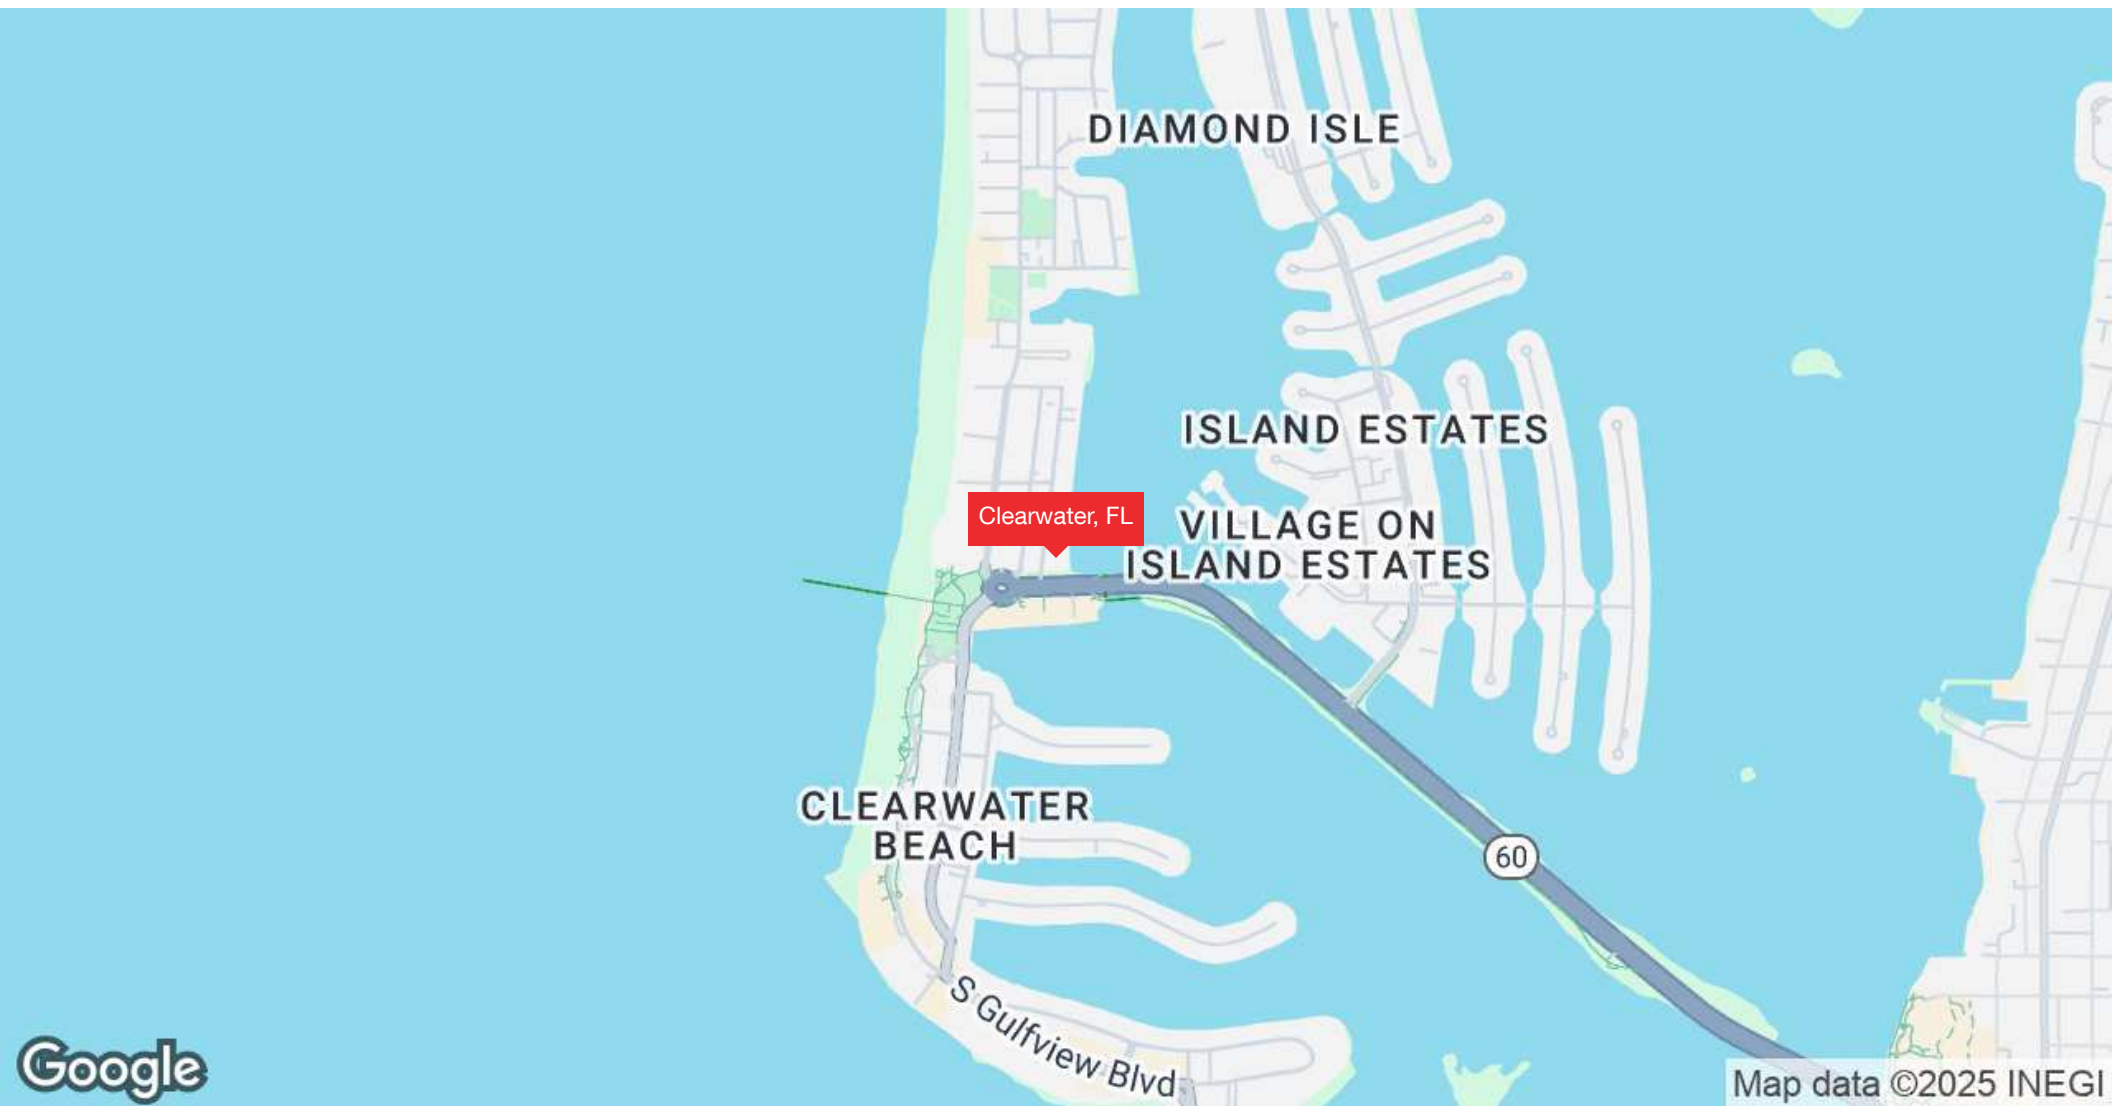 DIAMOND ISLE
ISLAND ESTATES
Clearwater, FL
VILLAGE ON
ISLAND ESTATES
CLEARWATER
BEACH
60
S Gulfview Blvd
Google
Map data ©2025 INEGI